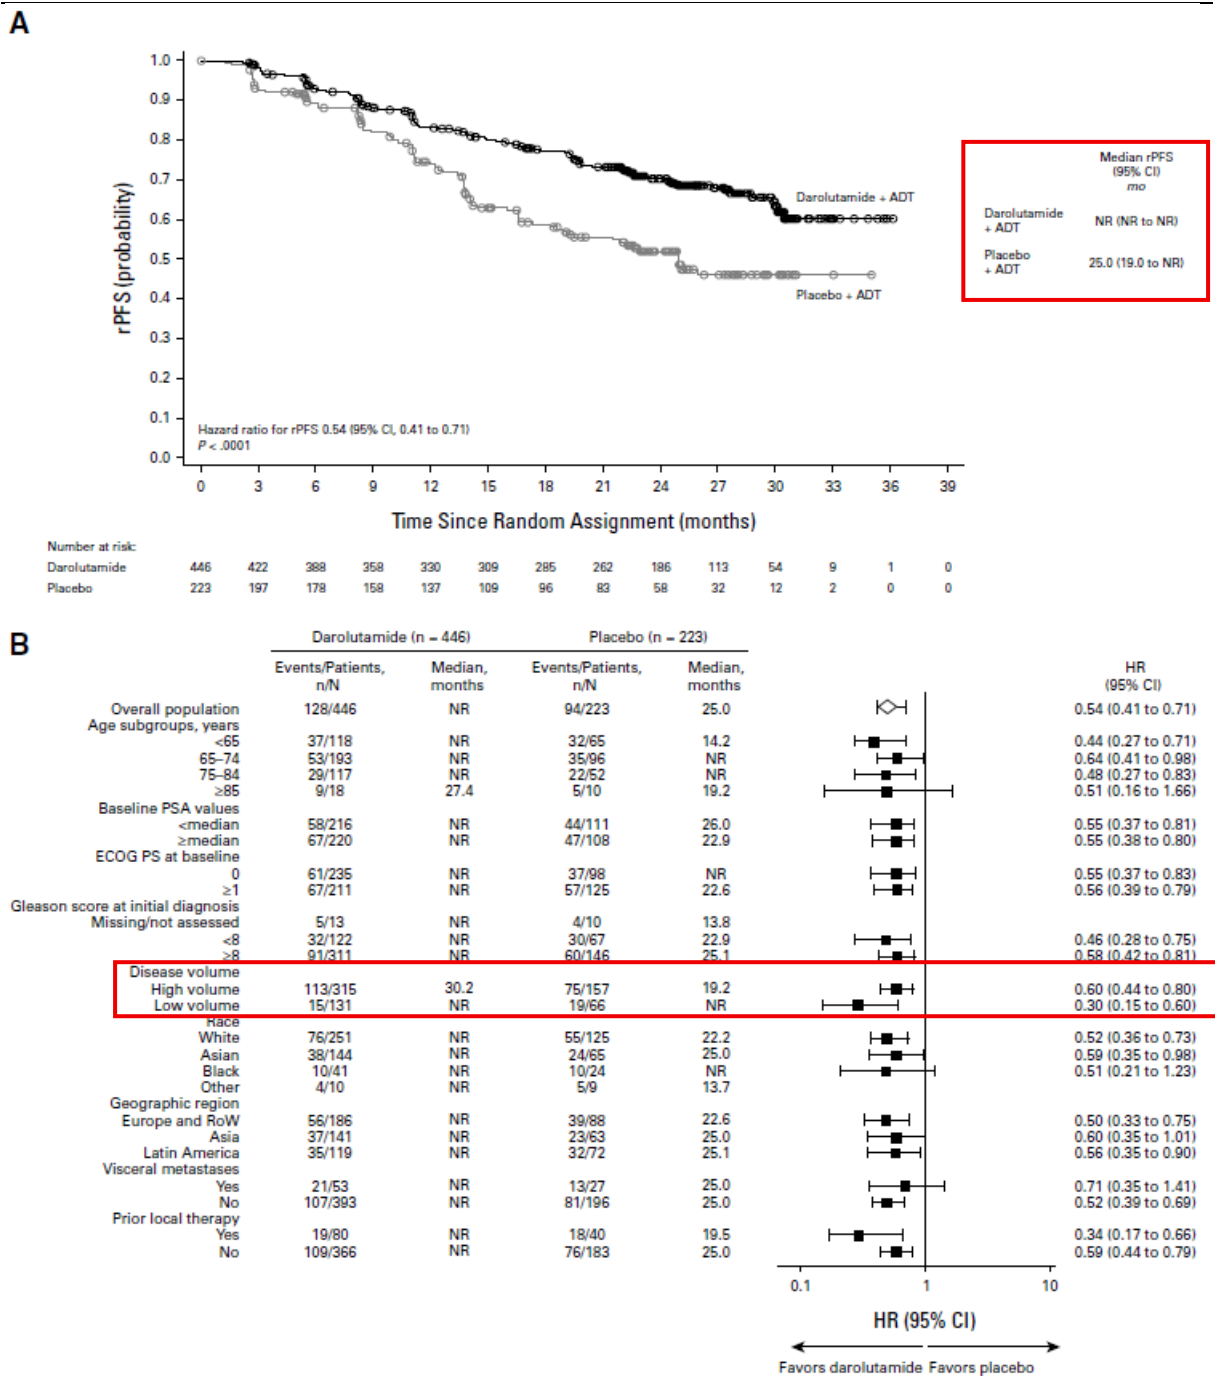 A
1.0
0.9
0.8
0.7
0.6
0.5
0.4
0.3
0.2
0.1
0.0
rPFS (probability)
Darolutamide + ADT
Placebo + ADT
Hazard ratio for rPFS 0.54 (95% CI, 0.41 to 0.71)
P < .0001
0 3 6 9 12 15 18 21 24 27 30 33 36 39
Time Since Random Assignment (months)
Median rPFS
(95% CI)
mo
Darolutamide
+ ADT NR (NR to NR)
Placebo
+ ADT 25.0 (19.0 to NR)
Number at risk:
Darolutamide 446 422 388 358 330 309 285 262 186 113 54 9 1 0
Placebo 223 197 178 158 137 109 96 83 58 32 12 2 0 0
B
Darolutamide (n = 446) Placebo (n = 223)
Events/Patients, Median, Events/Patients, Median, HR
n/N months n/N months (95% CI)
Overall population 128/446 NR 94/223 25.0 0.54 (0.41 to 0.71)
Age subgroups, years
<65 37/118 NR 32/65 14.2 0.44 (0.27 to 0.71)
65–74 53/193 NR 35/96 NR 0.64 (0.41 to 0.98)
75–84 29/117 NR 22/52 NR 0.48 (0.27 to 0.83)
≥85 9/18 27.4 5/10 19.2 0.51 (0.16 to 1.66)
Baseline PSA values
<median 58/216 NR 44/111 26.0 0.55 (0.37 to 0.81)
≥median 67/220 NR 47/108 22.9 0.55 (0.38 to 0.80)
ECOG PS at baseline
0 61/235 NR 37/98 NR 0.55 (0.37 to 0.83)
≥1 67/211 NR 57/125 22.6 0.56 (0.39 to 0.79)
Gleason score at initial diagnosis
Missing/not assessed 5/13 NR 4/10 13.8
<8 32/122 NR 30/67 22.9 0.46 (0.28 to 0.75)
≥8 91/311 NR 60/146 25.1 0.58 (0.42 to 0.81)
Disease volume
High volume 113/315 30.2 75/157 19.2 0.60 (0.44 to 0.80)
Low volume 15/131 NR 19/66 NR 0.30 (0.15 to 0.60)
Race
White 76/251 NR 55/125 22.2 0.52 (0.36 to 0.73)
Asian 38/144 NR 24/65 25.0 0.59 (0.35 to 0.98)
Black 10/41 NR 10/24 NR 0.51 (0.21 to 1.23)
Other 4/10 NR 5/9 13.7
Geographic region
Europe and RoW 56/186 NR 39/88 22.6 0.50 (0.33 to 0.75)
Asia 37/141 NR 23/63 25.0 0.60 (0.35 to 1.01)
Latin America 35/119 NR 32/72 25.1 0.56 (0.35 to 0.90)
Visceral metastases
Yes 21/53 NR 13/27 25.0 0.71 (0.35 to 1.41)
No 107/393 NR 81/196 25.0 0.52 (0.39 to 0.69)
Prior local therapy
Yes 19/80 NR 18/40 19.5 0.34 (0.17 to 0.66)
No 109/366 NR 76/183 25.0 0.59 (0.44 to 0.79)
0.1 1 10
HR (95% CI)
Favors darolutamide Favors placebo